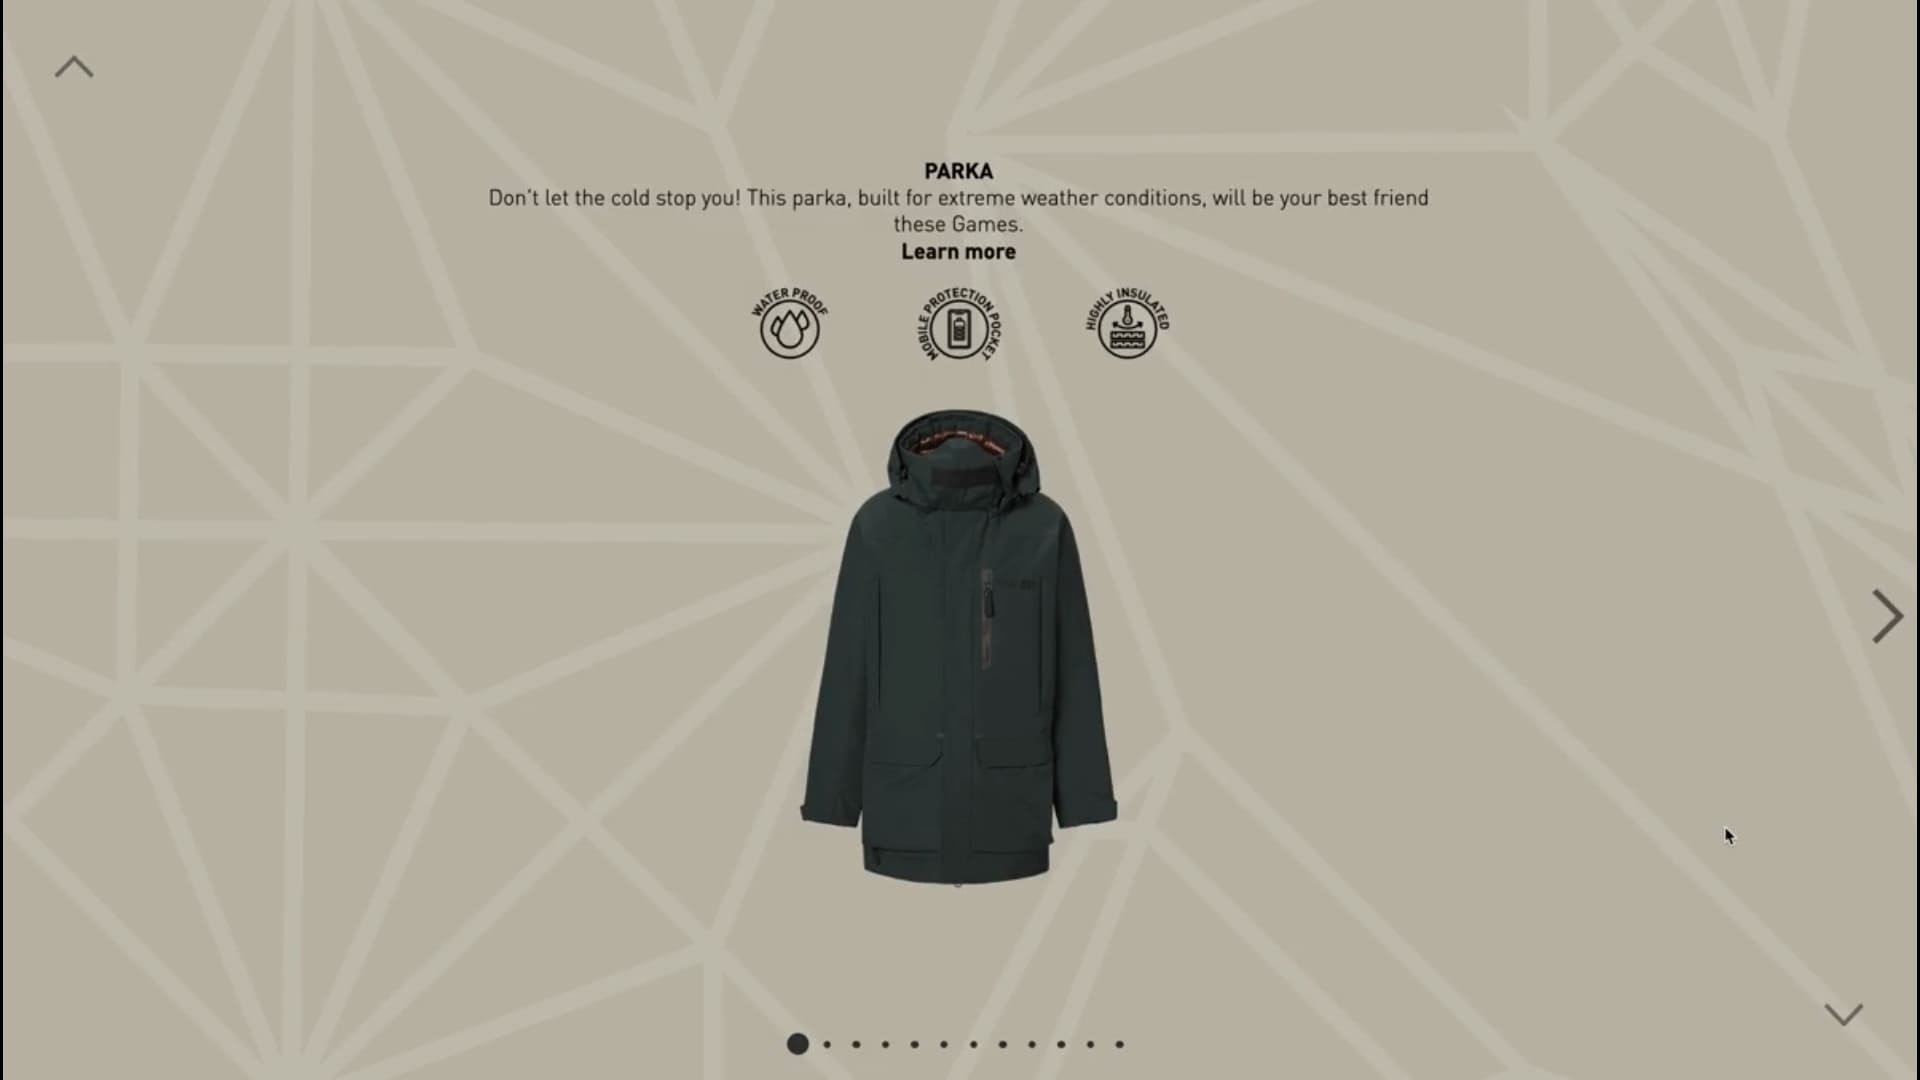 PARKA
Don't let the cold stop you! This parka, built for extreme weather conditions, will be your best friend
these Games.
Learn more
WATER PROOF
MOBILE PROTECTION POCKET
HIGHLY INSULATED